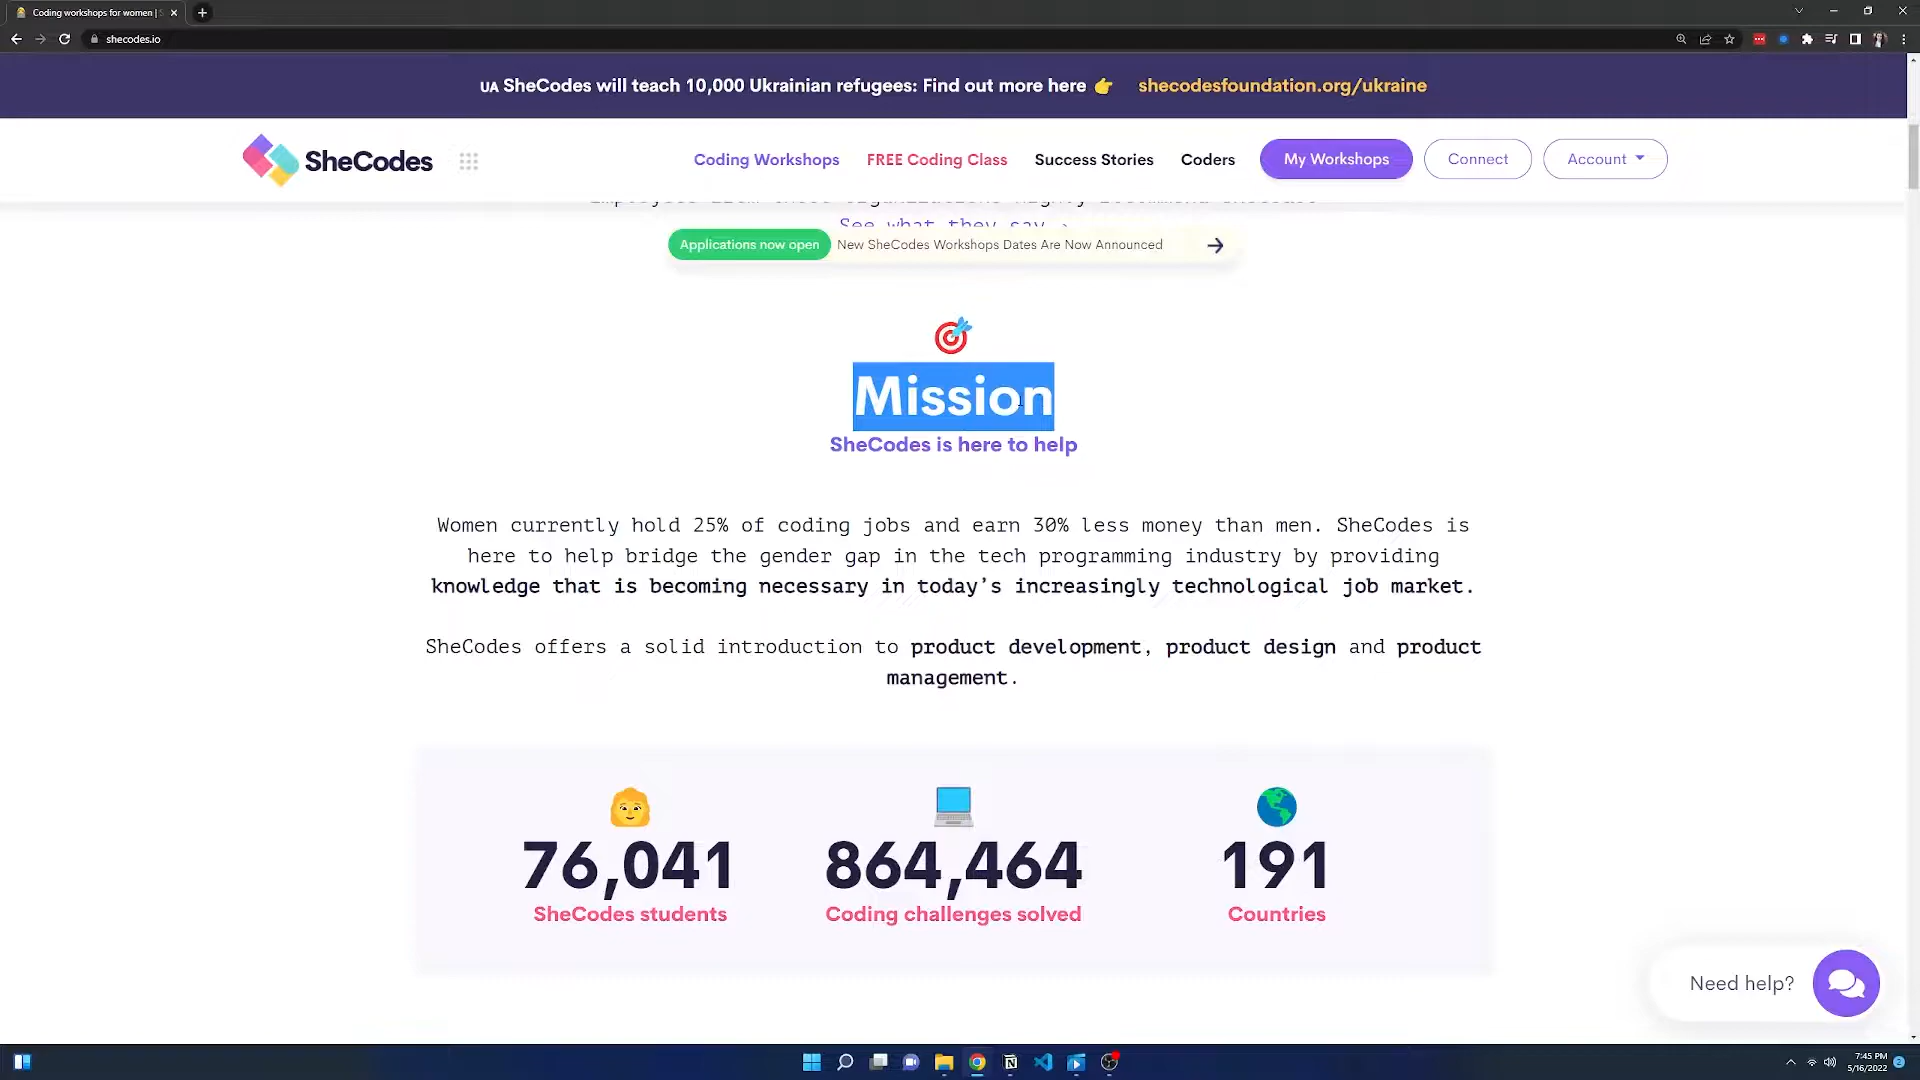 Coding workshops for women | S
shecodes.io
UA SheCodes will teach 10,000 Ukrainian refugees: Find out more here 👉 shecodesfoundation.org/ukraine
SheCodes
Coding Workshops
FREE Coding Class
Success Stories
Coders
My Workshops
Connect
Account
See what they say
Applications now open
New SheCodes Workshops Dates Are Now Announced
Mission
SheCodes is here to help
Women currently hold 25% of coding jobs and earn 30% less money than men. SheCodes is
here to help bridge the gender gap in the tech programming industry by providing
knowledge that is becoming necessary in today’s increasingly technological job market.
SheCodes offers a solid introduction to product development, product design and product
management.
76,041
SheCodes students
864,464
Coding challenges solved
191
Countries
Need help?
7:45 PM
5/16/2022
2